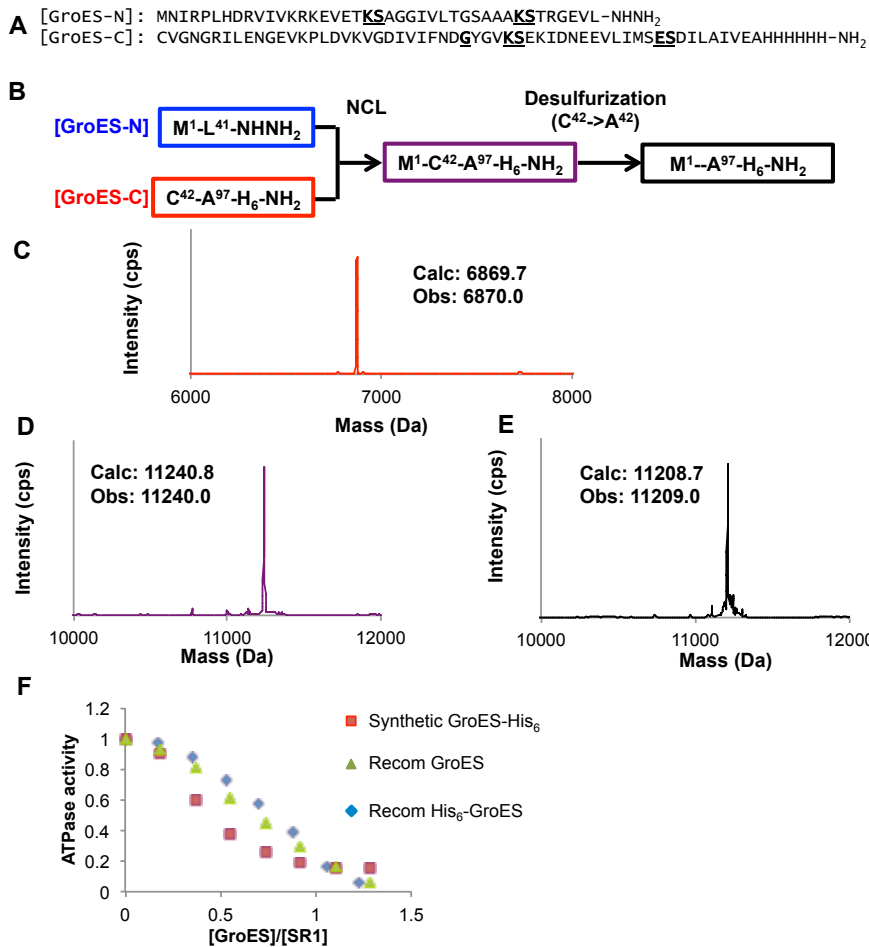 A
[GroES-N]: MNIRPLHDRVIVKRKEVETKSAGGIVLTGSAAAKSTRGEVL-NHNH2
[GroES-C]: CVGNGRILENGEVKPLDVKVGDIVIFNDGYGVKSEKIDNEEVLIMSESDILAIVEAHHHHHH-NH2
B
[GroES-N]
M1-L41-NHNH2
[GroES-C]
C42-A97-H6-NH2
NCL
M1-C42-A97-H6-NH2
Desulfurization
(C42->A42)
M1--A97-H6-NH2
C
Intensity (cps)
Calc: 6869.7
Obs: 6870.0
6000 7000 8000
Mass (Da)
D
Intensity (cps)
Calc: 11240.8
Obs: 11240.0
10000 11000 12000
Mass (Da)
E
Intensity (cps)
Calc: 11208.7
Obs: 11209.0
10000 11000 1200
Mass (Da)
F
ATPase activity
1.2
1
0.8
0.6
0.4
0.2
0
0 0.5 1 1.5
[GroES]/[SR1]
Synthetic GroES-His6
Recom GroES
Recom His6-GroES